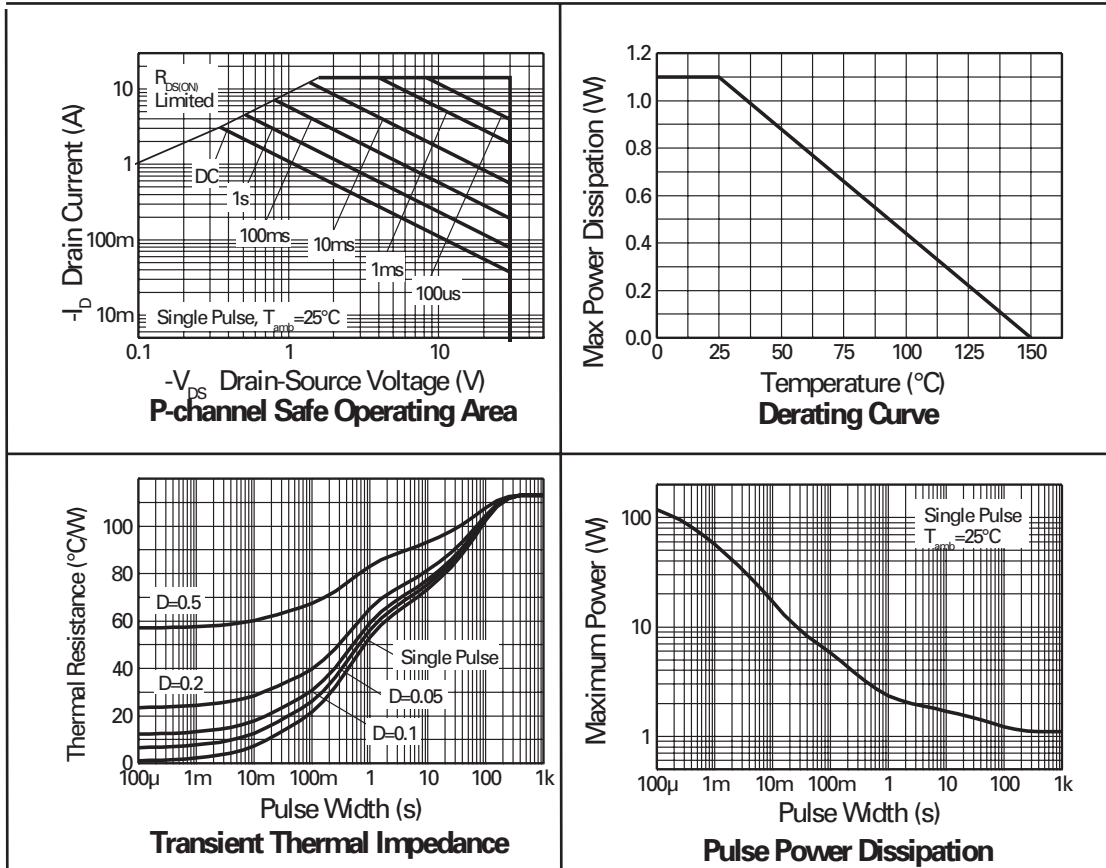 10
1
100m
10m
R_DS(ON)
Limited
DC
1s
100ms
10ms
1ms
100us
Single Pulse, T_amb=25°C
0.1 1 10
-I_D Drain Current (A)
-V_DS Drain-Source Voltage (V)
P-channel Safe Operating Area
1.2
1.0
0.8
0.6
0.4
0.2
0.0
0 25 50 75 100 125 150
Max Power Dissipation (W)
Temperature (°C)
Derating Curve
100
80
60
40
20
0
D=0.5
D=0.2
Single Pulse
D=0.05
D=0.1
100µ 1m 10m 100m 1 10 100 1k
Thermal Resistance (°C/W)
Pulse Width (s)
Transient Thermal Impedance
100
10
1
Single Pulse
T_amb=25°C
100µ 1m 10m 100m 1 10 100 1k
Maximum Power (W)
Pulse Width (s)
Pulse Power Dissipation